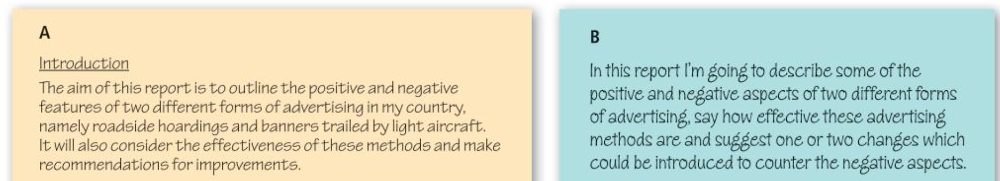 A
Introduction
The aim of this report is to outline the positive and negative
features of two different forms of advertising in my country,
namely roadside hoardings and banners trailed by light aircraft.
It will also consider the effectiveness of these methods and make
recommendations for improvements.
B
In this report I'm going to describe some of the
positive and negative aspects of two different forms
of advertising, say how effective these advertising
methods are and suggest one or two changes which
could be introduced to counter the negative aspects.